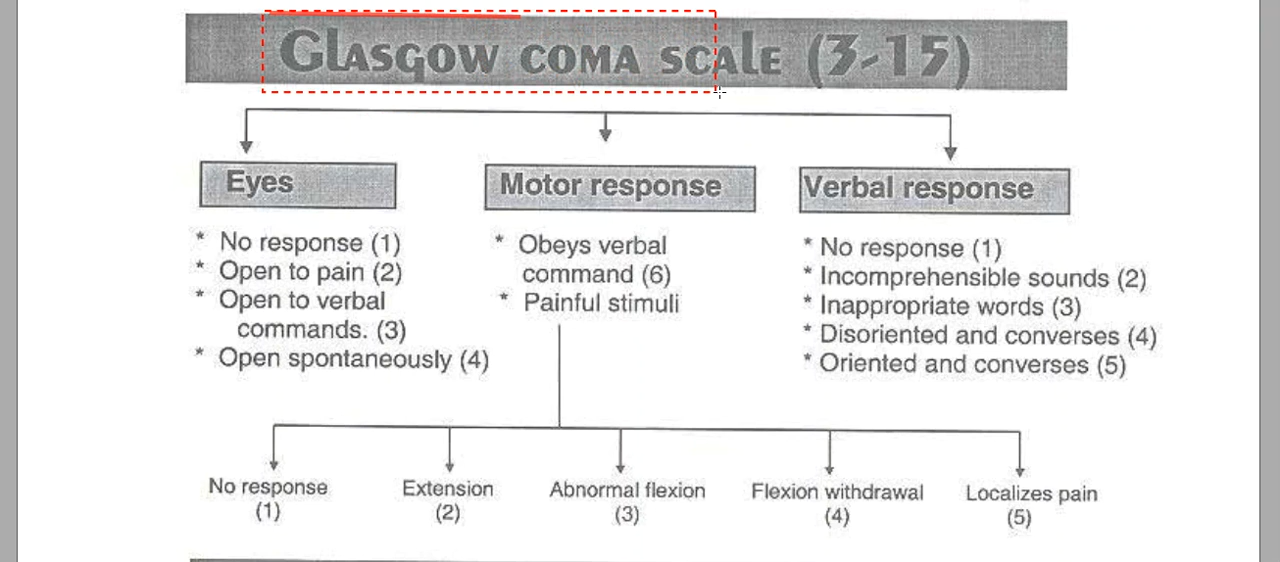 Glasgow coma scale (3-15)
Eyes
* No response (1)
* Open to pain (2)
* Open to verbal
commands. (3)
* Open spontaneously (4)
Motor response
* Obeys verbal
command (6)
* Painful stimuli
Verbal response
* No response (1)
* Incomprehensible sounds (2)
* Inappropriate words (3)
* Disoriented and converses (4)
* Oriented and converses (5)
No response
(1)
Extension
(2)
Abnormal flexion
(3)
Flexion withdrawal
(4)
Localizes pain
(5)